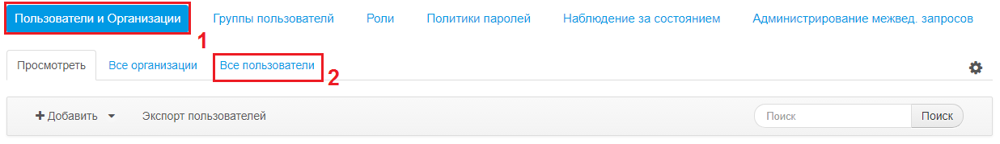 Пользователи и Организации Группы пользователй Роли Политики паролей Наблюдение за состоянием Администрирование межвед. запросов
1
Просмотреть Все организации Все пользователи
2
+ Добавить Экспорт пользователей Поиск Поиск